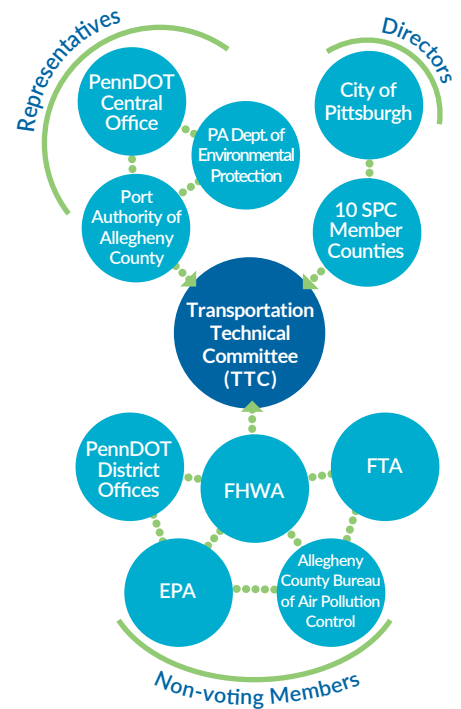 Representatives
PennDOT
Central
Office
PA Dept. of
Environmental
Protection
Port
Authority of
Allegheny
County
Directors
City of
Pittsburgh
10 SPC
Member
Counties
Transportation
Technical
Committee
(TTC)
PennDOT
District
Offices
FHWA
FTA
EPA
Allegheny
County Bureau
of Air Pollution
Control
Non-voting Members